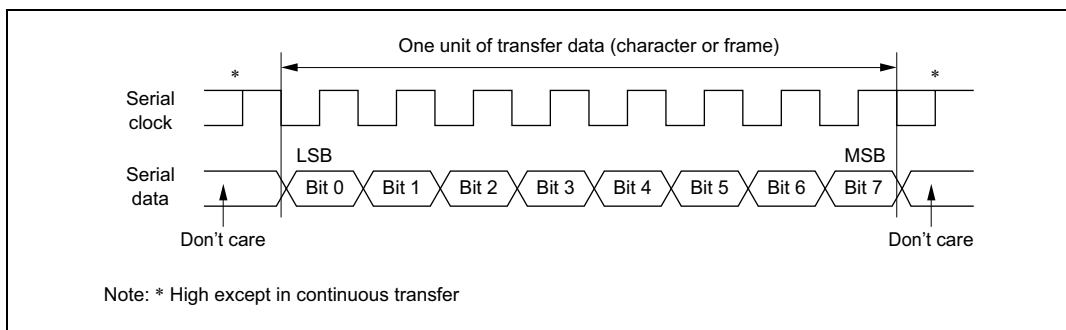 One unit of transfer data (character or frame)
* *
Serial
clock
LSB MSB
Serial
data
Bit 0 Bit 1 Bit 2 Bit 3 Bit 4 Bit 5 Bit 6 Bit 7
Don’t care Don’t care
Note: * High except in continuous transfer